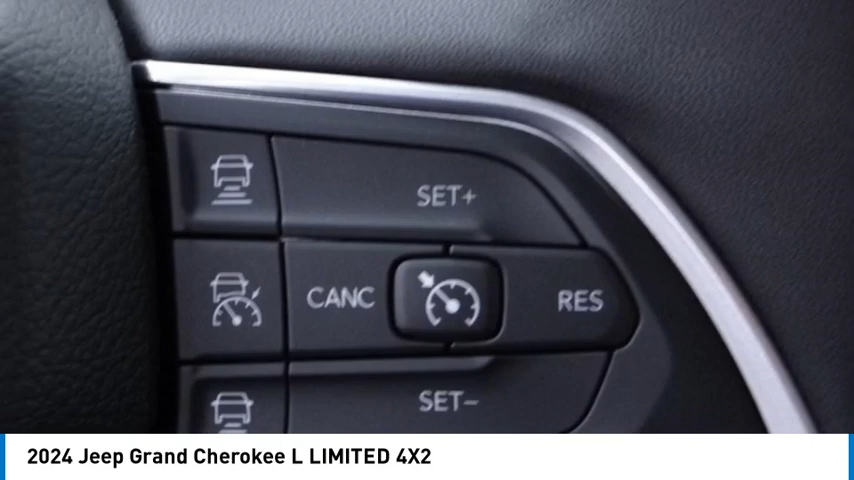 SET+
CANC
RES
SET-
2024 Jeep Grand Cherokee L LIMITED 4X2